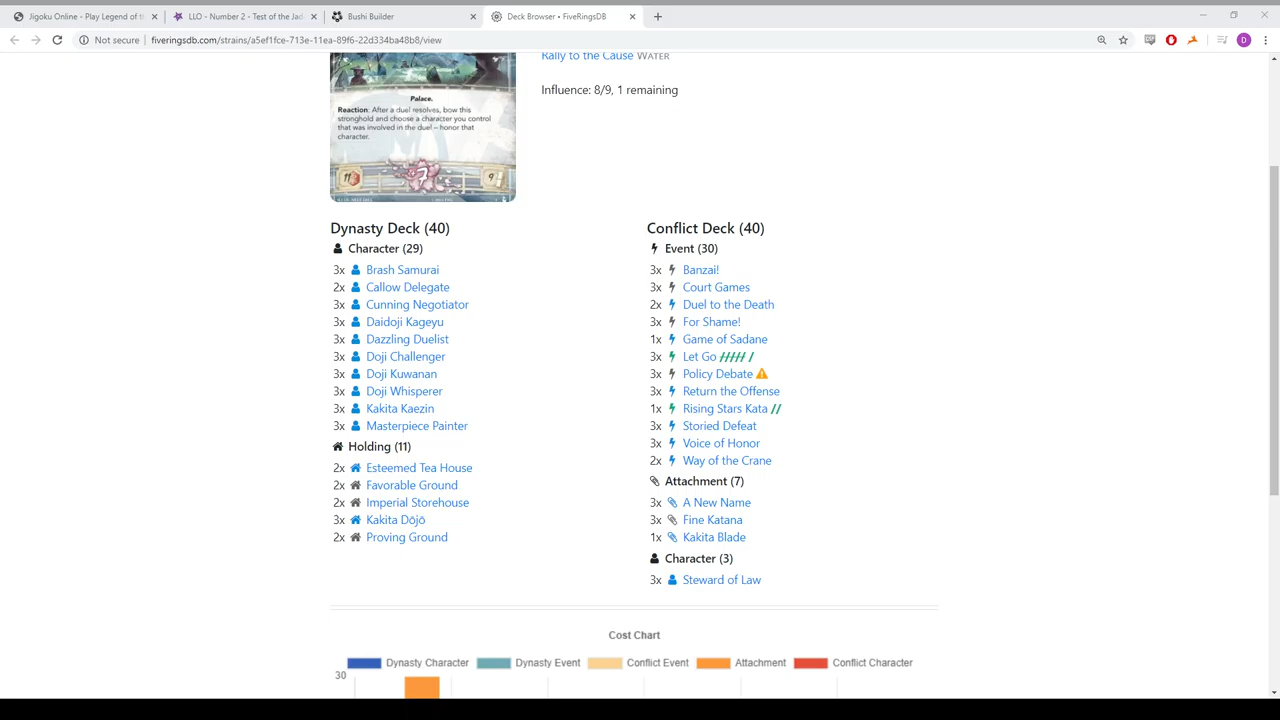 Jigoku Online - Play Legend of th
LLO - Number 2 - Test of the Jad
Bushi Builder
Deck Browser • FiveRingsDB
Not secure
fiveringsdb.com/strains/a5ef1fce-713e-11ea-89f6-22d334ba48b8/view
Rally to the Cause WATER
Influence: 8/9, 1 remaining
Palace.
Reaction: After a duel resolves, bow this
stronghold and choose a character you control
that was involved in the duel – honor that
character.
11
7
9
Dynasty Deck (40)
Character (29)
3x Brash Samurai
2x Callow Delegate
3x Cunning Negotiator
3x Daidoji Kageyu
3x Dazzling Duelist
3x Doji Challenger
3x Doji Kuwanan
3x Doji Whisperer
3x Kakita Kaezin
3x Masterpiece Painter
Holding (11)
2x Esteemed Tea House
2x Favorable Ground
2x Imperial Storehouse
3x Kakita Dōjō
2x Proving Ground
Conflict Deck (40)
Event (30)
3x Banzai!
3x Court Games
2x Duel to the Death
3x For Shame!
1x Game of Sadane
3x Let Go
3x Policy Debate
3x Return the Offense
1x Rising Stars Kata
3x Storied Defeat
3x Voice of Honor
2x Way of the Crane
Attachment (7)
3x A New Name
3x Fine Katana
1x Kakita Blade
Character (3)
3x Steward of Law
Cost Chart
Dynasty Character
Dynasty Event
Conflict Event
Attachment
Conflict Character
30